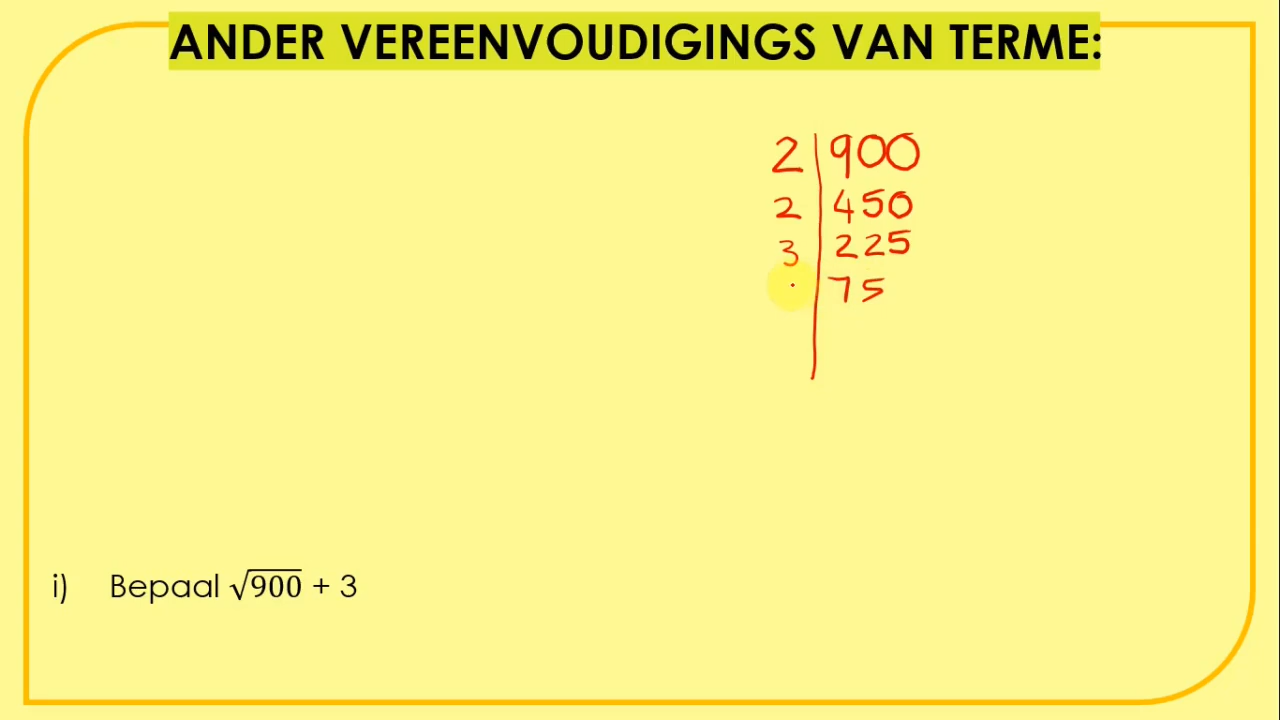 ANDER VEREENVOUDIGINGS VAN TERME:
2 | 900
2 | 450
3 | 225
| 75
i) Bepaal √900 + 3